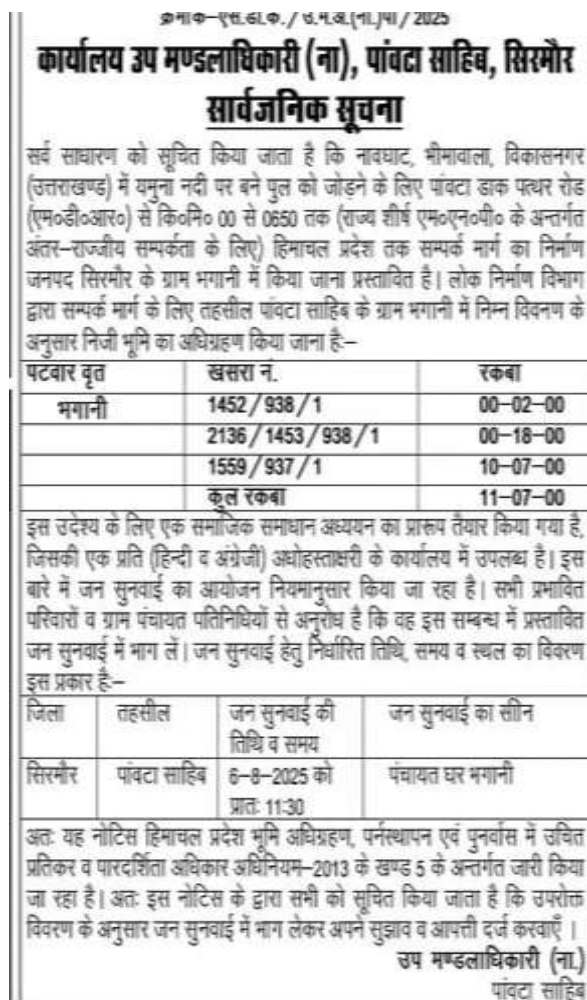 क्रमांक–एस.डी.के./उ.म.अ.(ना.)पां/2025
कार्यालय उप मण्डलाधिकारी (ना), पांवटा साहिब, सिरमौर
सार्वजनिक सूचना
सर्व साधारण को सूचित किया जाता है कि नावघाट, भीमावाला, विकासनगर
(उत्तराखण्ड) में यमुना नदी पर बने पुल को जोड़ने के लिए पांवटा डाक पत्थर रोड
(एम०डी०आर०) से कि०मि० 00 से 0650 तक (राज्य शीर्ष एम०एन०पी० के अन्तर्गत
अंतर–राज्यीय सम्पर्कता के लिए) हिमाचल प्रदेश तक सम्पर्क मार्ग का निर्माण
जनपद सिरमौर के ग्राम भगानी में किया जाना प्रस्तावित है। लोक निर्माण विभाग
द्वारा सम्पर्क मार्ग के लिए तहसील पांवटा साहिब के ग्राम भगानी में निम्न विवनण के
अनुसार निजी भूमि का अधिग्रहण किया जाना है:–
पटवार वृत खसरा नं. रकबा
भगानी 1452/938/1 00–02–00
2136/1453/938/1 00–18–00
1559/937/1 10–07–00
कुल रकबा 11–07–00
इस उदेश्य के लिए एक समाजिक समाधान अध्ययन का प्रारूप तैयार किया गया है,
जिसकी एक प्रति (हिन्दी व अंग्रेजी) अधोहस्ताक्षरी के कार्यालय में उपलब्ध है। इस
बारे में जन सुनवाई का आयोजन नियमानुसार किया जा रहा है। सभी प्रभावित
परिवारों व ग्राम पंचायत पतिनिधियों से अनुरोध है कि वह इस सम्बन्ध में प्रस्तावित
जन सुनवाई में भाग लें। जन सुनवाई हेतु निर्धारित तिथि, समय व स्थल का विवरण
इस प्रकार है:–
जिला तहसील जन सुनवाई की जन सुनवाई का सीान
तिथि व समय
सिरमौर पांवटा साहिब 6–8–2025 को पंचायत घर भगानी
प्रात: 11:30
अत: यह नोटिस हिमाचल प्रदेश भूमि अधिग्रहण, पर्नस्थापन एवं पुनर्वास में उचित
प्रतिकर व पारदर्शिता अधिकार अधिनियम–2013 के खण्ड 5 के अन्तर्गत जारी किया
जा रहा है। अत: इस नोटिस के द्वारा सभी को सूचित किया जाता है कि उपरोक्त
विवरण के अनुसार जन सुनवाई में भाग लेकर अपने सुझाव व आपत्ती दर्ज करवाएँ ।
उप मण्डलाधिकारी (ना.)
पांवटा साहिब